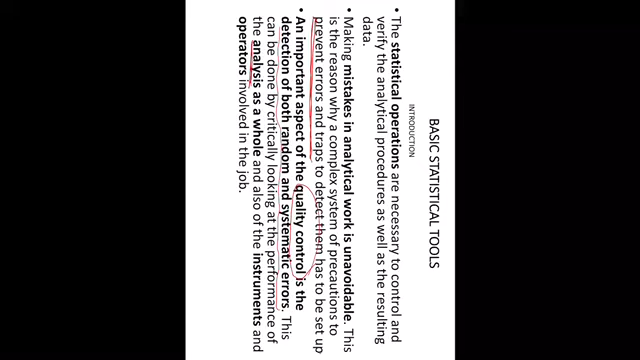 BASIC STATISTICAL TOOLS
INTRODUCTION
• The statistical operations are necessary to control and
verify the analytical procedures as well as the resulting
data.
• Making mistakes in analytical work is unavoidable. This
is the reason why a complex system of precautions to
prevent errors and traps to detect them has to be set up
• An important aspect of the quality control is the
detection of both random and systematic errors. This
can be done by critically looking at the performance of
the analysis as a whole and also of the instruments and
operators involved in the job.